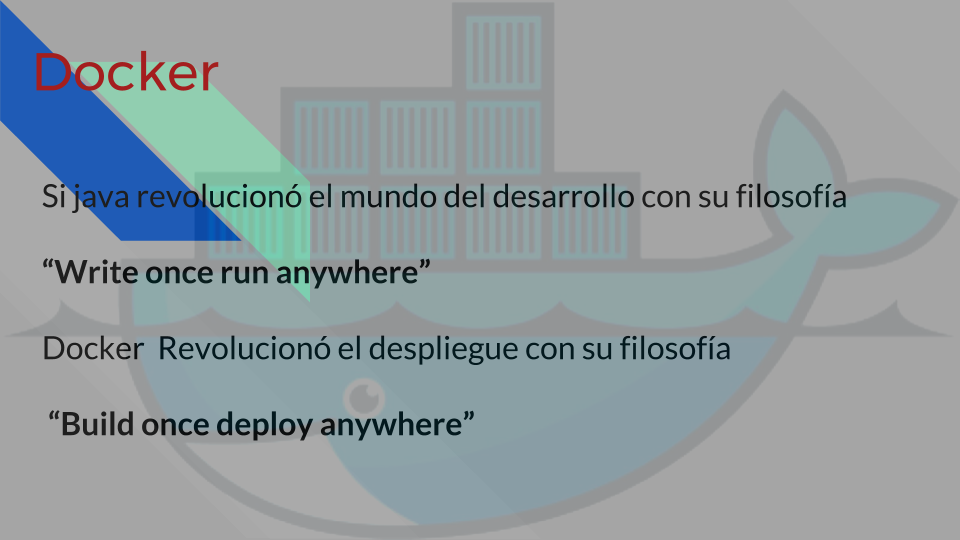 Docker
Si java revolucionó el mundo del desarrollo con su filosofía
“Write once run anywhere”
Docker  Revolucionó el despliegue con su filosofía
“Build once deploy anywhere”